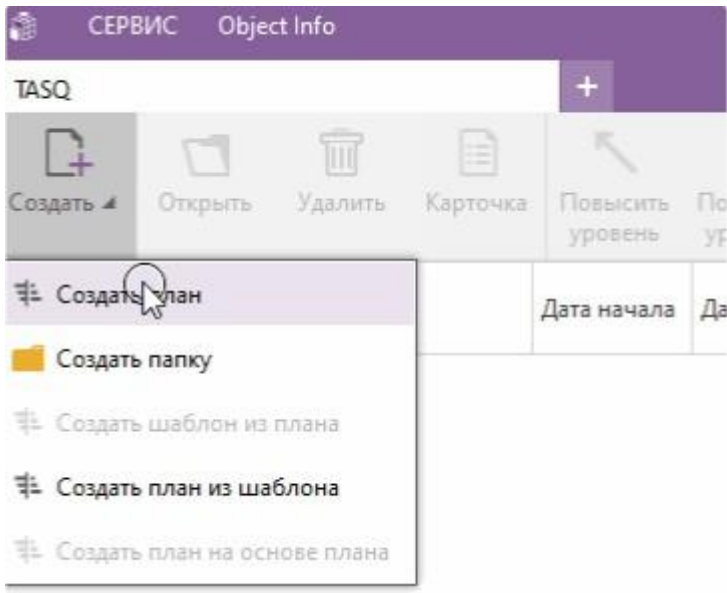 СЕРВИС Object Info
TASQ +
Создать Открыть Удалить Карточка Повысить
уровень
Создать план
Дата начала
Создать папку
Создать шаблон из плана
Создать план из шаблона
Создать план на основе плана